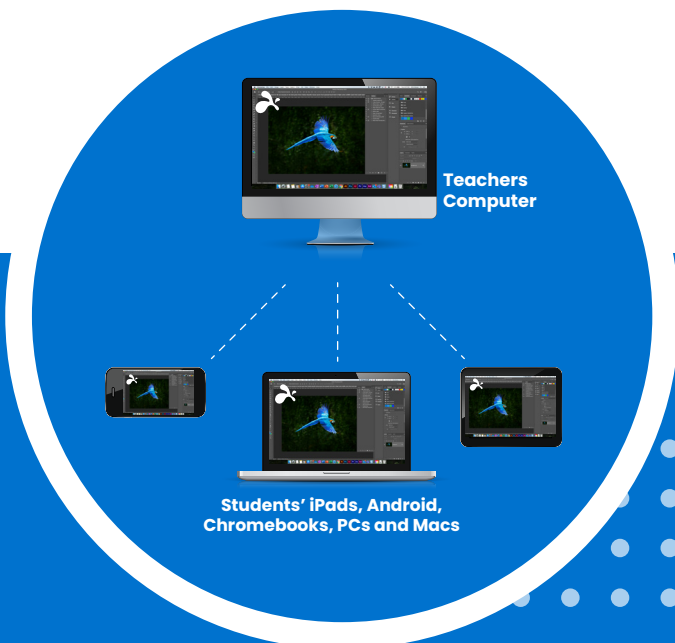 Teachers
Computer
Students’ iPads, Android,
Chromebooks, PCs and Macs